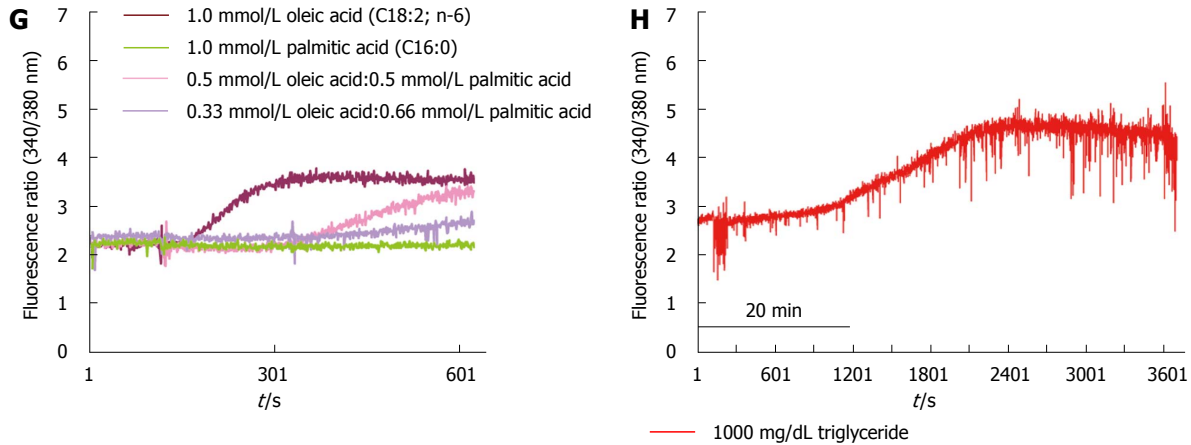 G
1.0 mmol/L oleic acid (C18:2; n-6)
1.0 mmol/L palmitic acid (C16:0)
0.5 mmol/L oleic acid:0.5 mmol/L palmitic acid
0.33 mmol/L oleic acid:0.66 mmol/L palmitic acid
Fluorescence ratio (340/380 nm)
7
6
5
4
3
2
1
0
1 301 601
t/s
H
Fluorescence ratio (340/380 nm)
7
6
5
4
3
2
1
0
20 min
1 601 1201 1801 2401 3001 3601
t/s
1000 mg/dL triglyceride